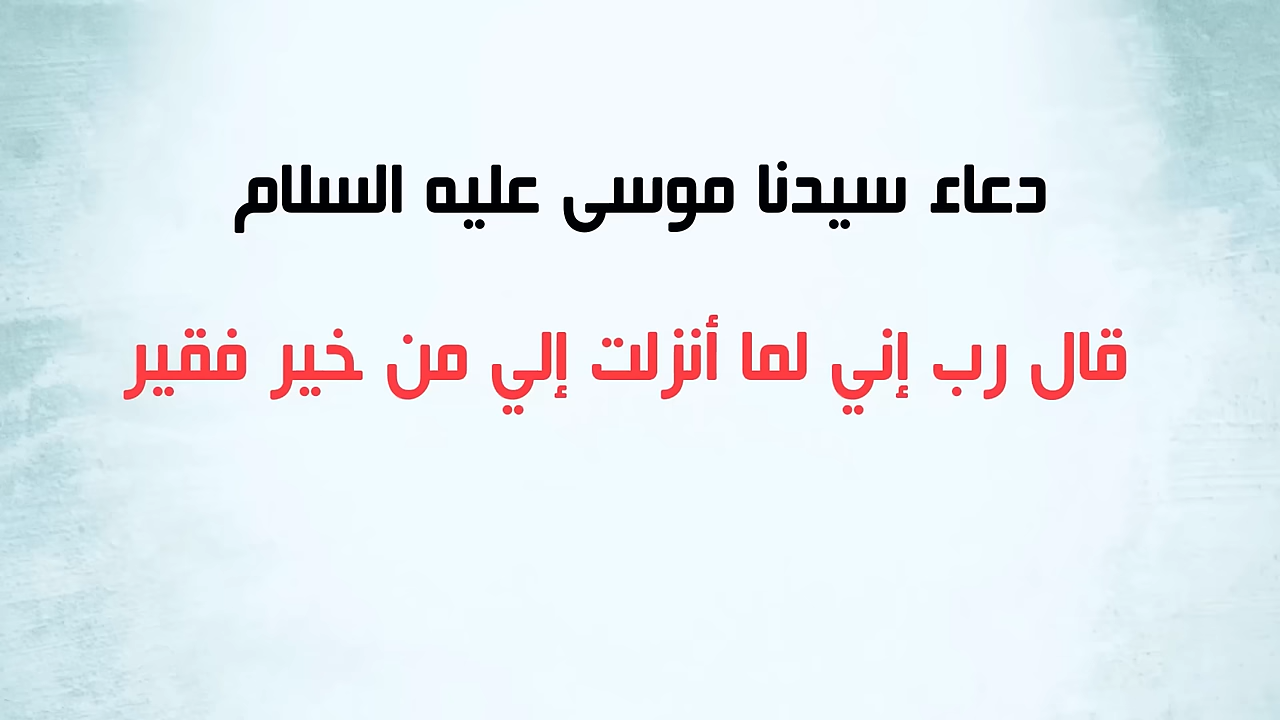 دعاء سيدنا موسى عليه السلام
قال رب إني لما أنزلت إلي من خير فقير